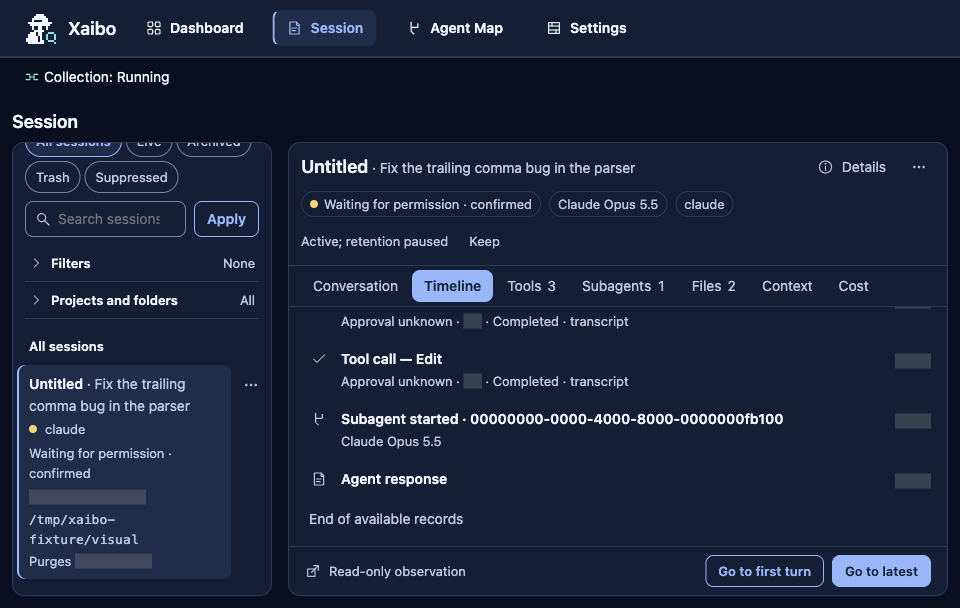 Xaibo
Dashboard
Session
Agent Map
Settings
Collection: Running
Session
All sessions
Live
Archived
Trash
Suppressed
Search sessions
Apply
Filters
None
Projects and folders
All
All sessions
Untitled · Fix the trailing
comma bug in the parser
claude
Waiting for permission ·
confirmed
/tmp/xaibo-
fixture/visual
Purges
Untitled · Fix the trailing comma bug in the parser
Details
Waiting for permission · confirmed
Claude Opus 5.5
claude
Active; retention paused
Keep
Conversation
Timeline
Tools 3
Subagents 1
Files 2
Context
Cost
Approval unknown · · Completed · transcript
Tool call — Edit
Approval unknown · · Completed · transcript
Subagent started · 00000000-0000-4000-8000-0000000fb100
Claude Opus 5.5
Agent response
End of available records
Read-only observation
Go to first turn
Go to latest